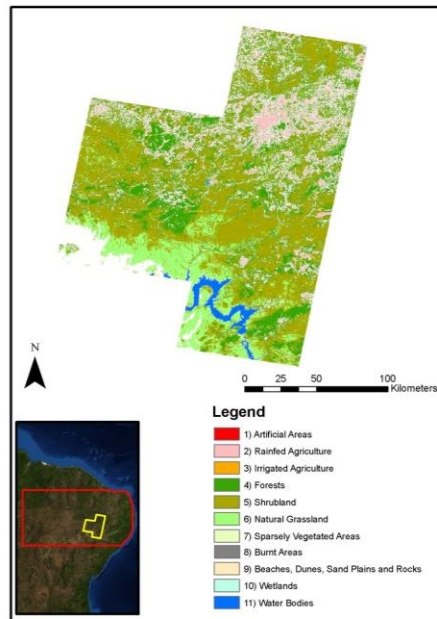 N
0 50 100
Kilometers
Legend
1) Artificial Areas
2) Rainfed Agriculture
3) Irrigated Agriculture
4) Forests
5) Shrubland
6) Natural Grassland
7) Sparsely Vegetated Areas
8) Burnt Areas
9) Beaches, Dunes, Sand Plains and Rocks
10) Wetlands
11) Water Bodies